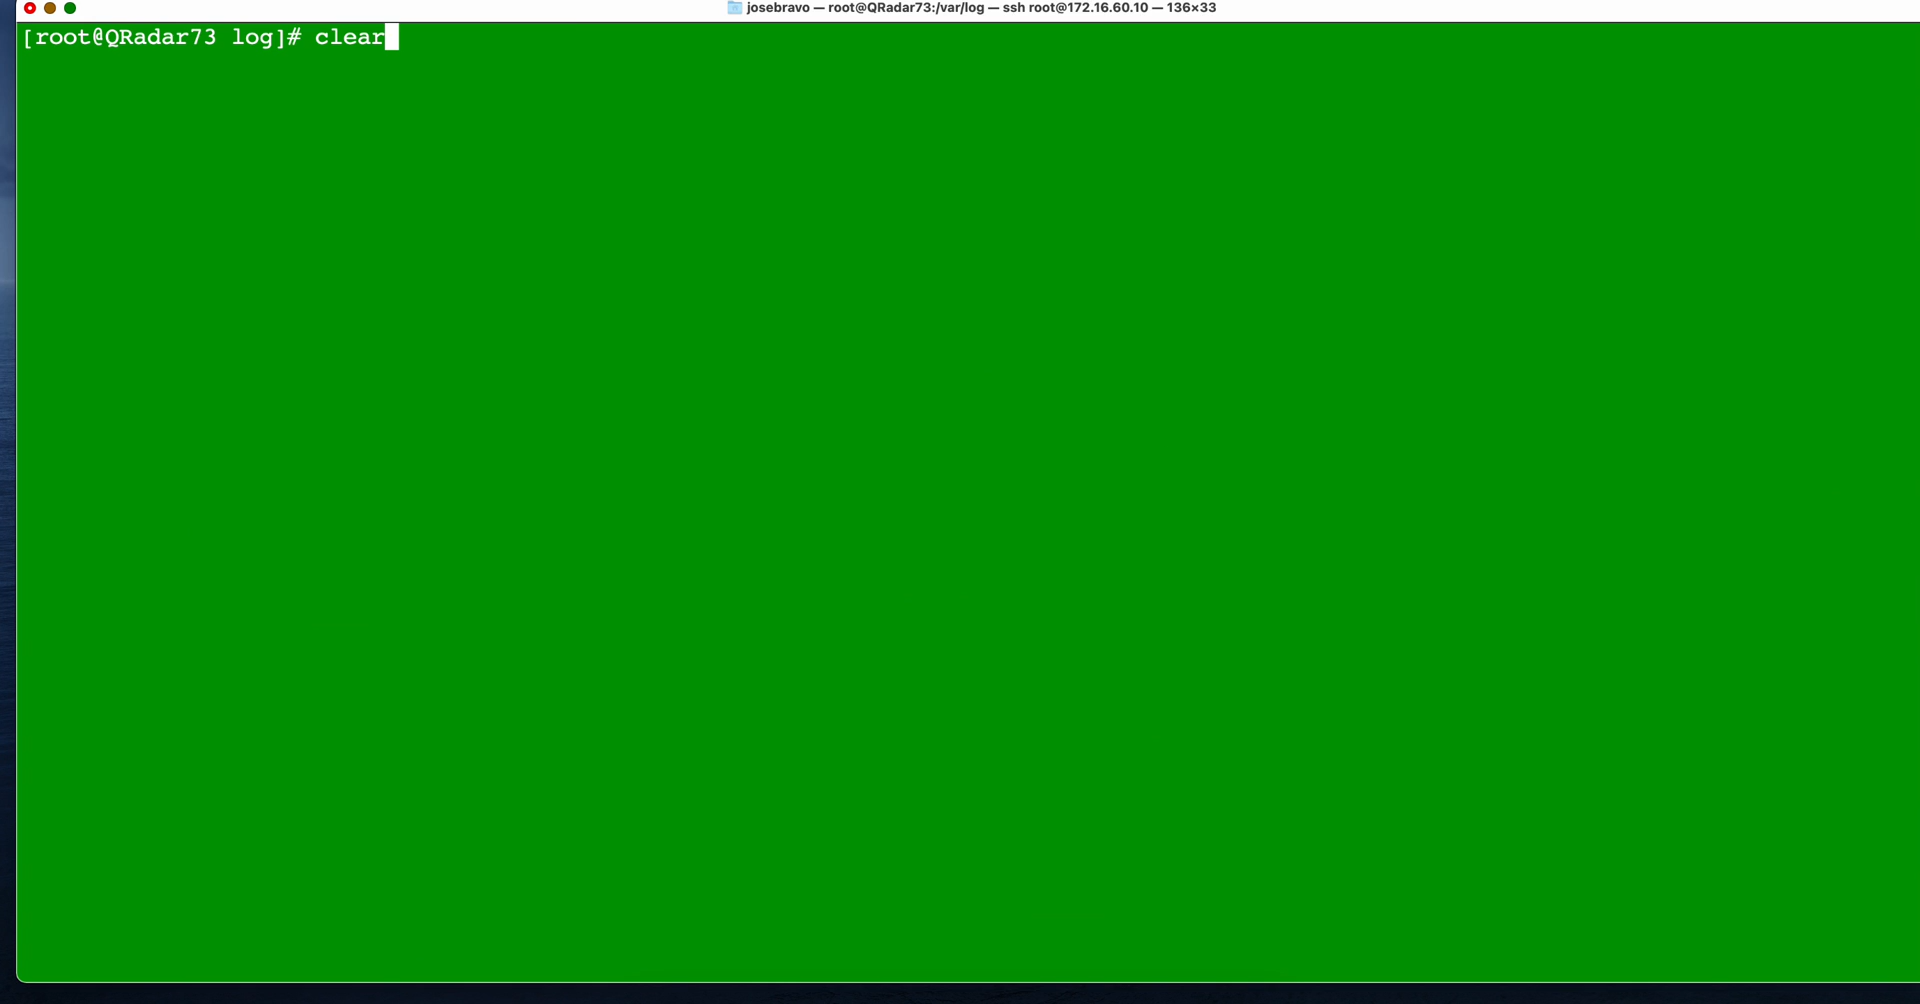 josebravo — root@QRadar73:/var/log — ssh root@172.16.60.10 — 136×33
[root@QRadar73 log]# clear